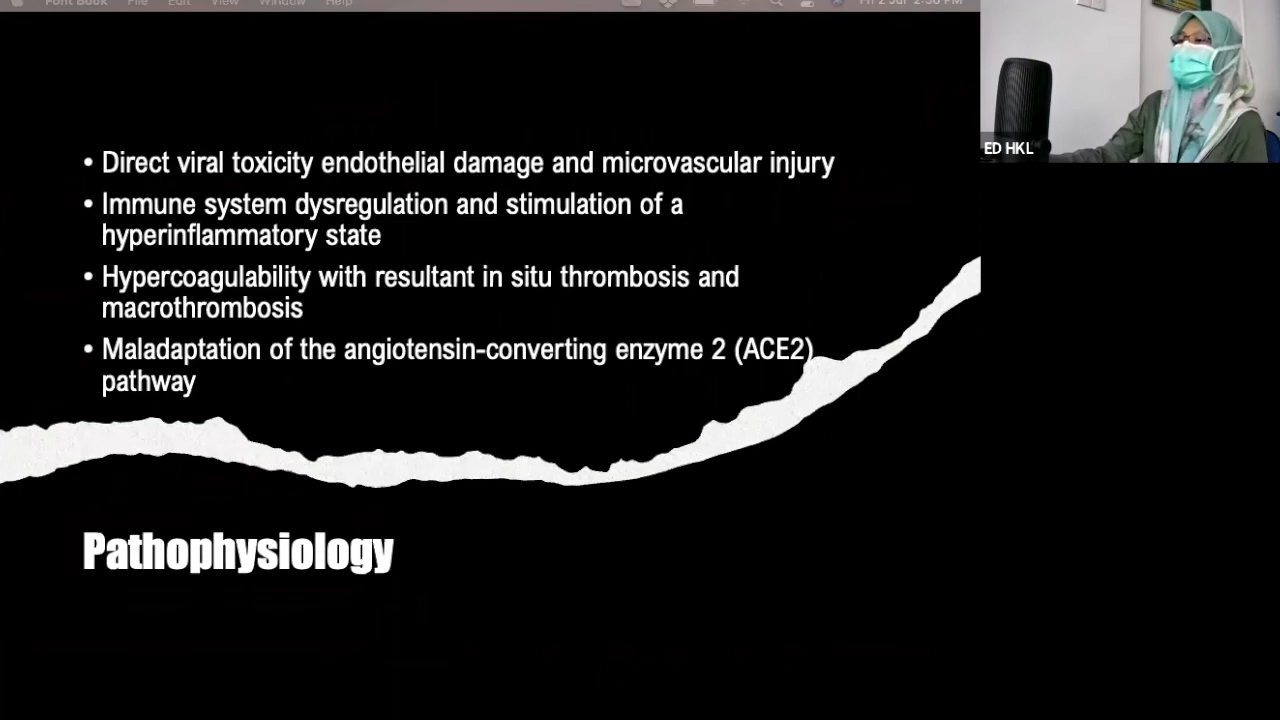 Font Book File Edit View Window Help
• Direct viral toxicity endothelial damage and microvascular injury
• Immune system dysregulation and stimulation of a
hyperinflammatory state
• Hypercoagulability with resultant in situ thrombosis and
macrothrombosis
• Maladaptation of the angiotensin-converting enzyme 2 (ACE2)
pathway
Pathophysiology
ED HKL